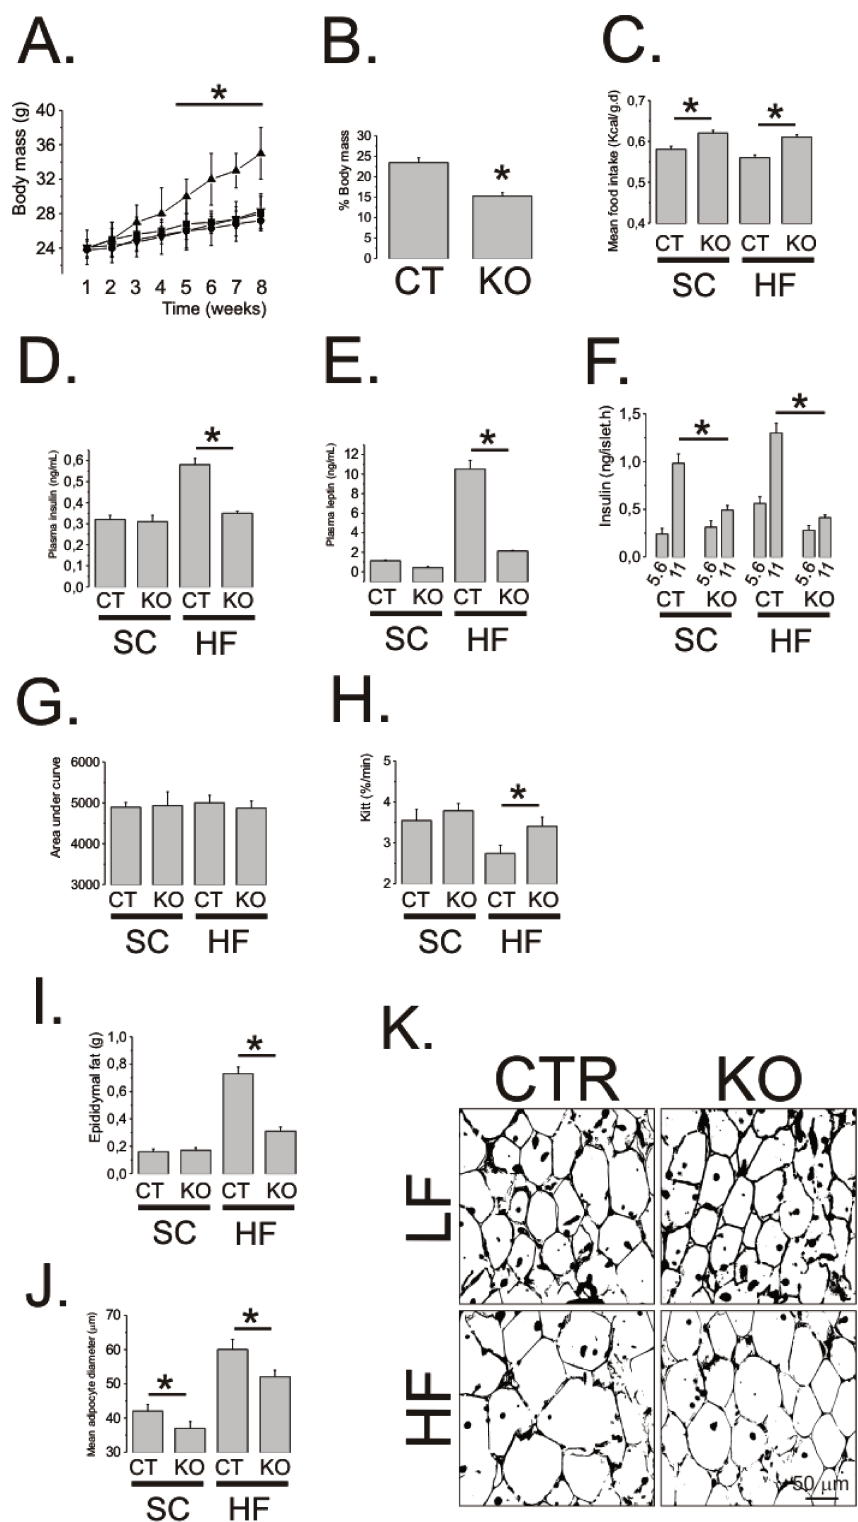 A.
Body mass (g)
40
36
32
28
24
*
1 2 3 4 5 6 7 8
Time (weeks)
B.
% Body mass
30
25
20
15
10
5
0
*
CT KO
C.
Mean food intake (Kcal/g.d)
0,7
0,6
0,5
0,4
* *
CT KO CT KO
SC HF
D.
Plasma insulin (ng/mL)
0,6
0,5
0,4
0,3
0,2
0,1
0,0
*
CT KO CT KO
SC HF
E.
Plasma leptin (ng/mL)
12
10
8
6
4
2
0
*
CT KO CT KO
SC HF
F.
Insulin (ng/islet.h)
1,5
1,0
0,5
0,0
* *
5.6 11 5.6 11 5.6 11 5.6 11
CT KO CT KO
SC HF
G.
Area under curve
6000
5000
4000
3000
CT KO CT KO
SC HF
H.
Kitt (%/min)
5
4
3
2
*
CT KO CT KO
SC HF
I.
Epididymal fat (g)
1,0
0,8
0,6
0,4
0,2
0,0
*
CT KO CT KO
SC HF
J.
Mean adipocyte diameter (μm)
70
60
50
40
30
* *
CT KO CT KO
SC HF
K.
CTR KO
LF
HF
50 μm